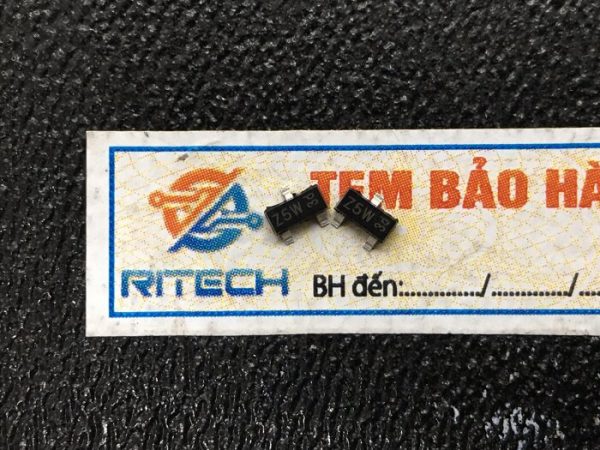 TEM BẢO HÀ
Z5W
Z5W
RITECH
BH đến:............../............../....